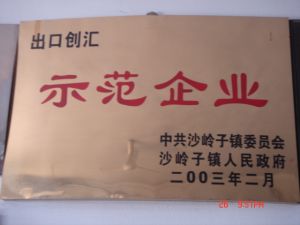 出口创汇
示范企业
中共沙岭子镇委员会
沙岭子镇人民政府
二00三年二月